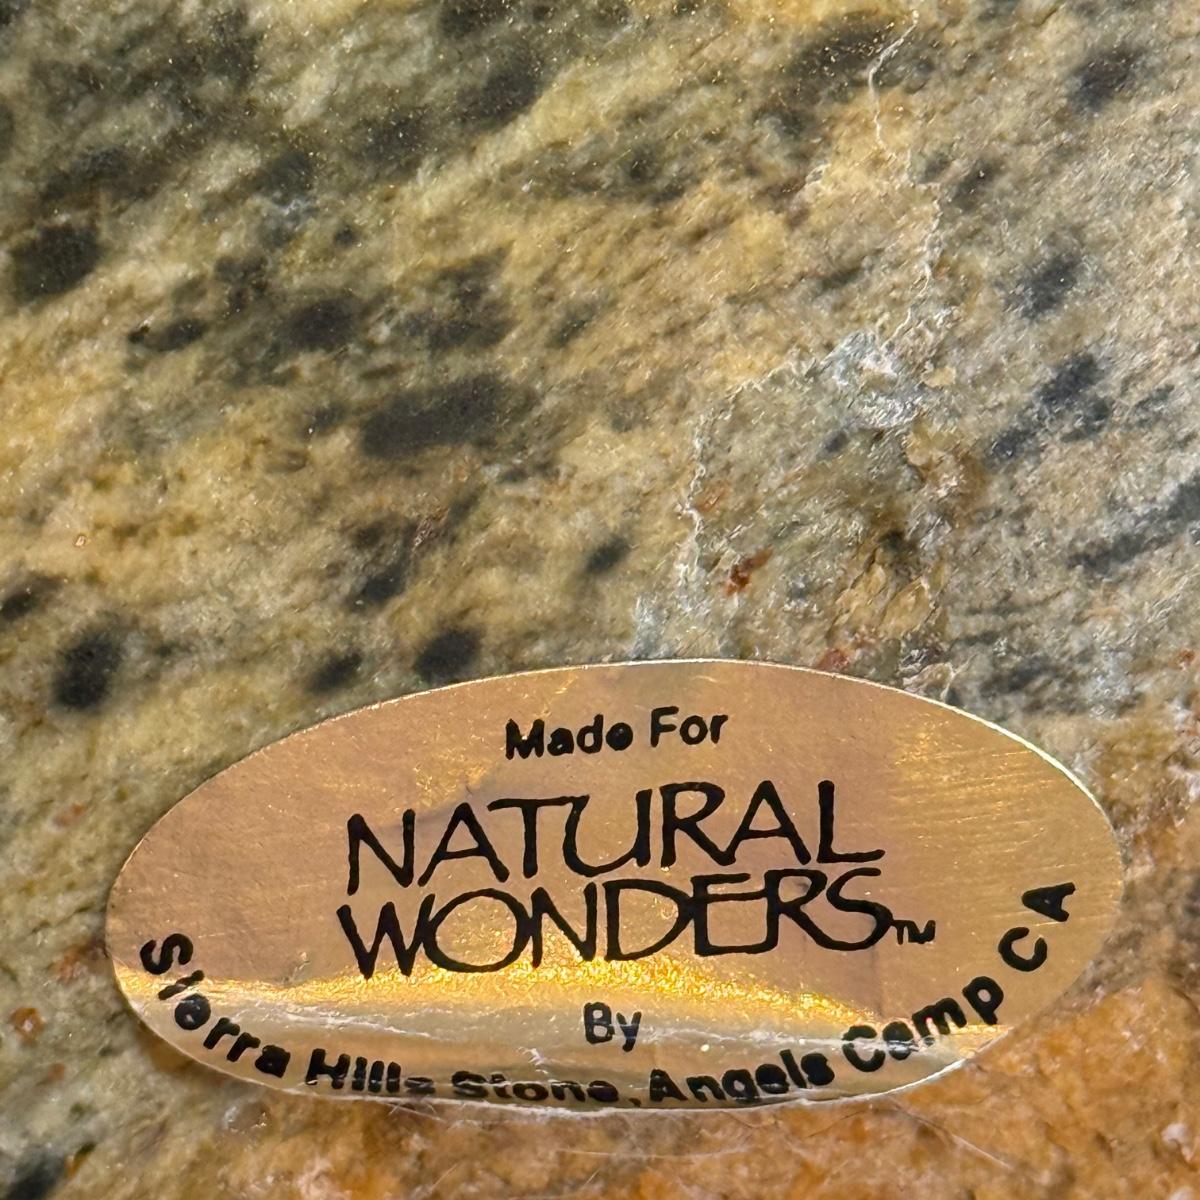 Made For
NATURAL
WONDERS™
By
Sierra Hills Stone, Angels Camp CA